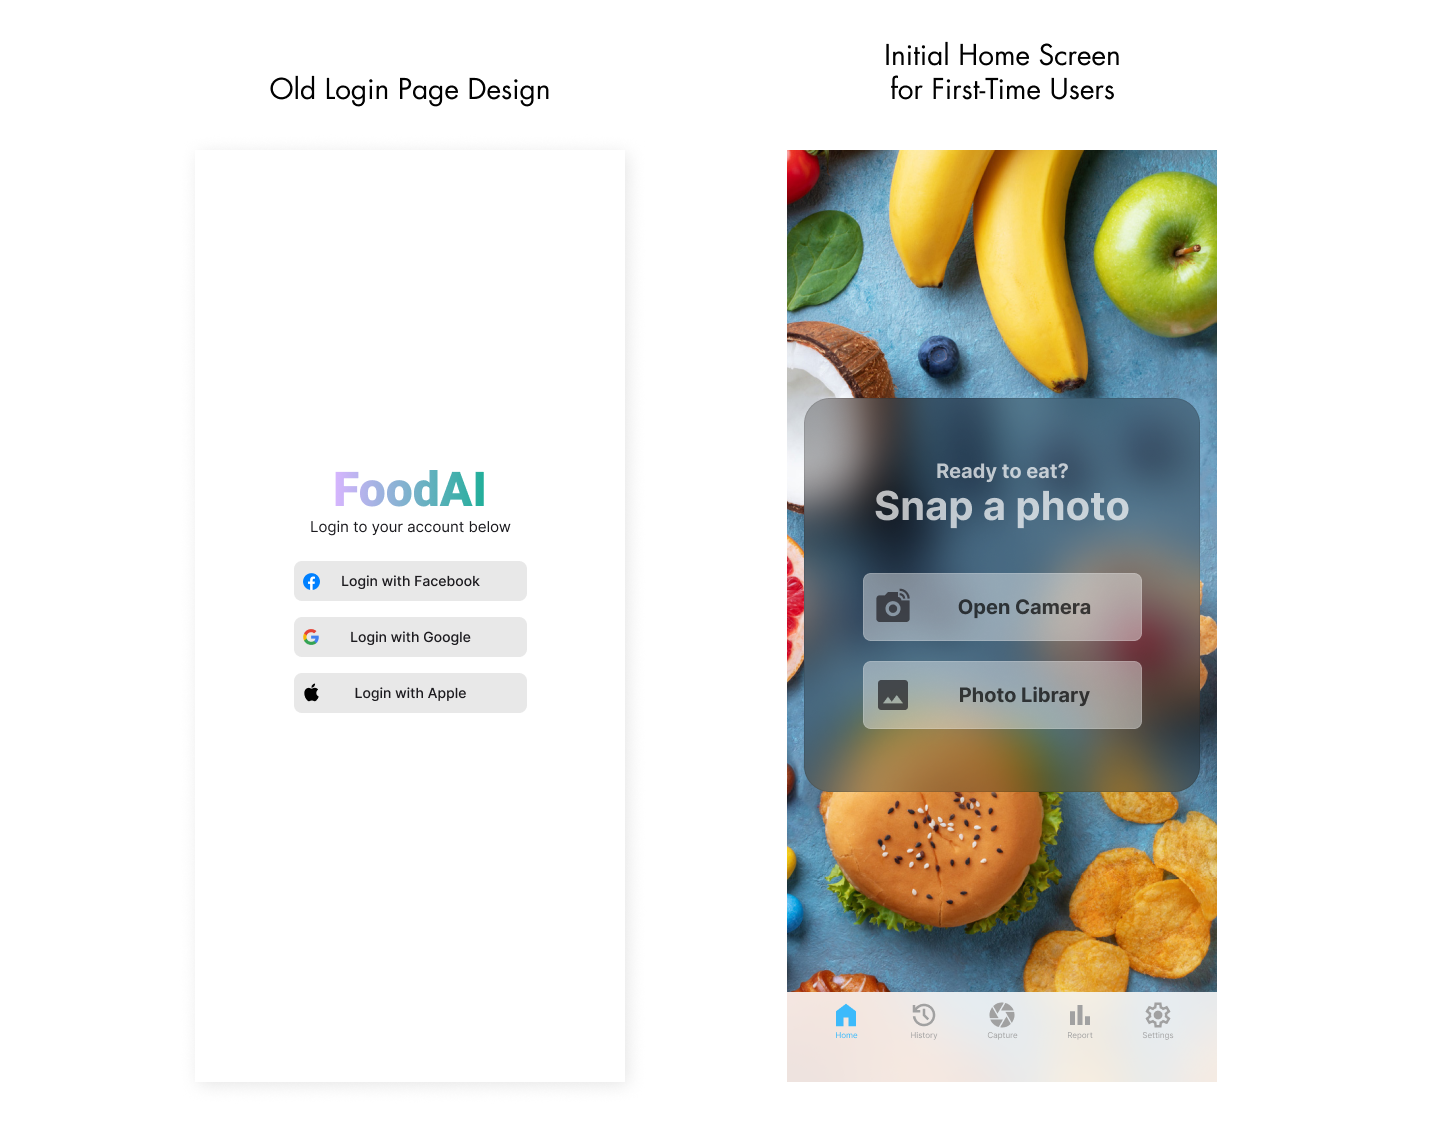 Old Login Page Design
FoodAI
Login to your account below
Login with Facebook
Login with Google
Login with Apple
Initial Home Screen
for First-Time Users
Ready to eat?
Snap a photo
Open Camera
Photo Library
Home
History
Capture
Report
Settings